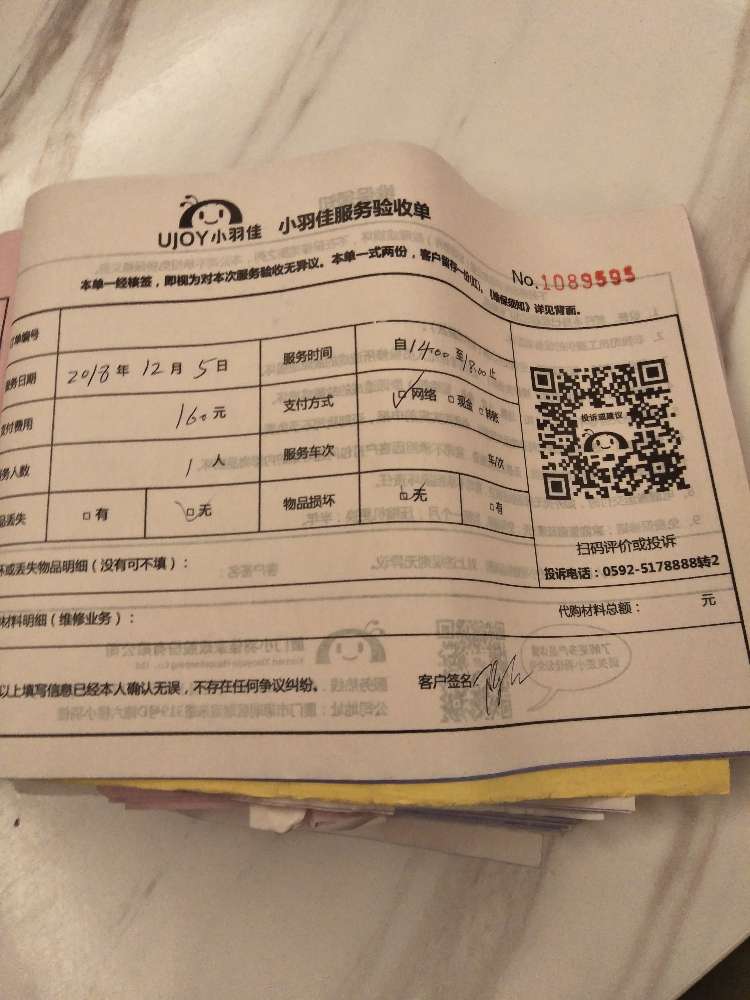 UJOY小羽佳 小羽佳服务验收单
No.1089595
本单一经核签，即视为对本次服务验收无异议。本单一式两份，客户留存一份(红)，《维保须知》详见背面。
单编号
务日期 2018年12月5日 服务时间 自14:00至18:00止
支付费用 160元 支付方式 ☑网络 □现金 □转账
务人数 1人 服务车次 车次
品丢失 □有 ☑无 物品损坏 ☑无 □有
投诉或建议
扫码评价或投诉
投诉电话：0592-5178888转2
坏或丢失物品明细（没有可不填）：
材料明细（维修业务）： 代购材料总额： 元
以上填写信息已经本人确认无误，不存在任何争议纠纷。 客户签名：